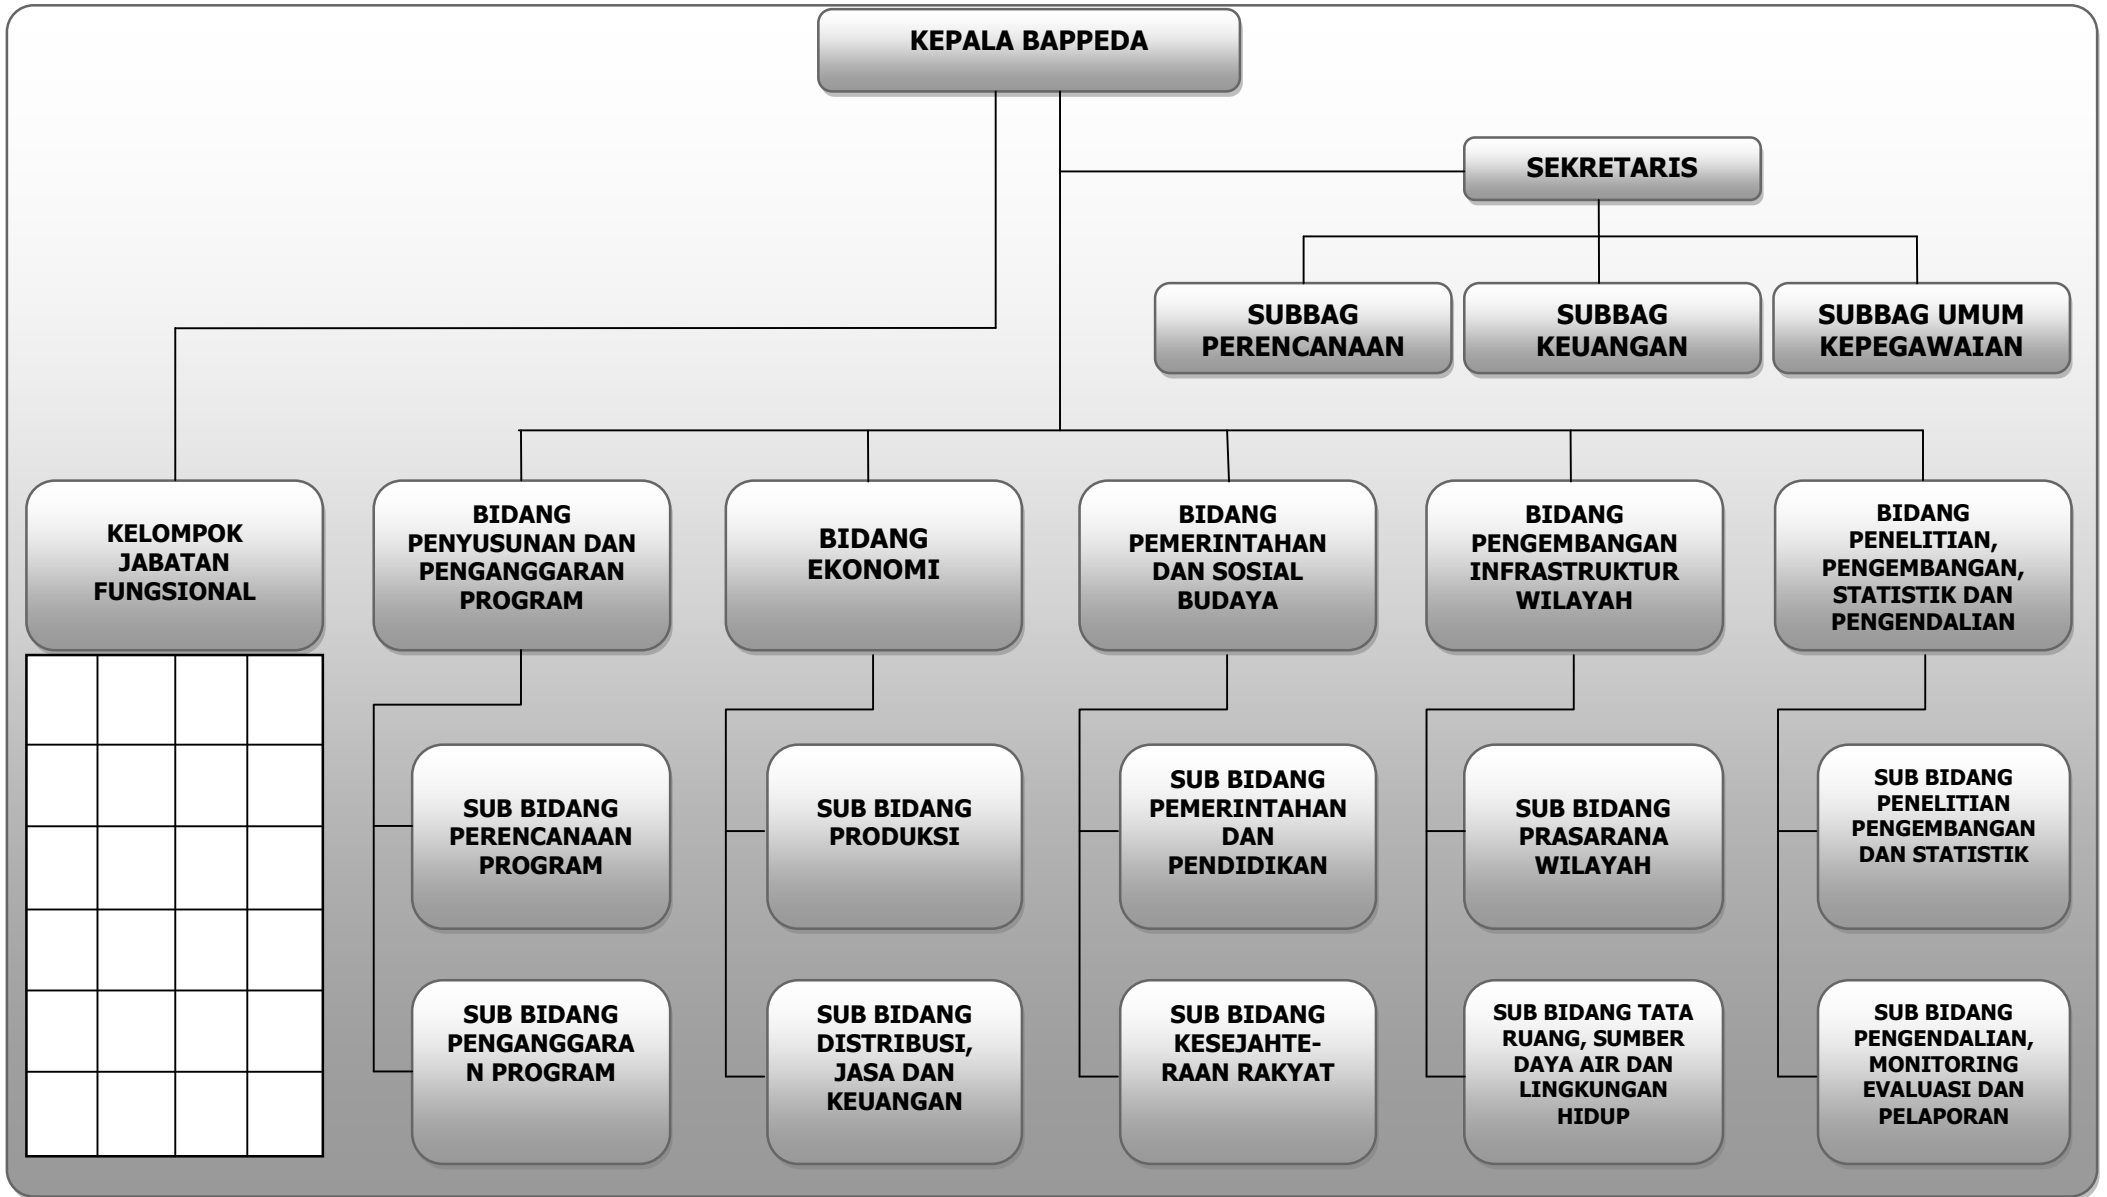 KEPALA BAPPEDA
SEKRETARIS
SUBBAG
PERENCANAAN
SUBBAG
KEUANGAN
SUBBAG UMUM
KEPEGAWAIAN
KELOMPOK
JABATAN
FUNGSIONAL
BIDANG
PENYUSUNAN DAN
PENGANGGARAN
PROGRAM
BIDANG
EKONOMI
BIDANG
PEMERINTAHAN
DAN SOSIAL
BUDAYA
BIDANG
PENGEMBANGAN
INFRASTRUKTUR
WILAYAH
BIDANG
PENELITIAN,
PENGEMBANGAN,
STATISTIK DAN
PENGENDALIAN
SUB BIDANG
PERENCANAAN
PROGRAM
SUB BIDANG
PRODUKSI
SUB BIDANG
PEMERINTAHAN
DAN
PENDIDIKAN
SUB BIDANG
PRASARANA
WILAYAH
SUB BIDANG
PENELITIAN
PENGEMBANGAN
DAN STATISTIK
SUB BIDANG
PENGANGGARA
N PROGRAM
SUB BIDANG
DISTRIBUSI,
JASA DAN
KEUANGAN
SUB BIDANG
KESEJAHTE-
RAAN RAKYAT
SUB BIDANG TATA
RUANG, SUMBER
DAYA AIR DAN
LINGKUNGAN
HIDUP
SUB BIDANG
PENGENDALIAN,
MONITORING
EVALUASI DAN
PELAPORAN